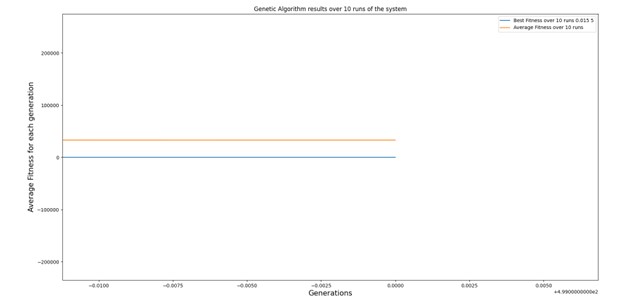 Genetic Algorithm results over 10 runs of the system
Best Fitness over 10 runs 0.015 5
Average Fitness over 10 runs
Average Fitness for each generation
200000
100000
0
−100000
−200000
−0.0100
−0.0075
−0.0050
−0.0025
0.0000
0.0025
0.0050
Generations
+4.9900000000e2